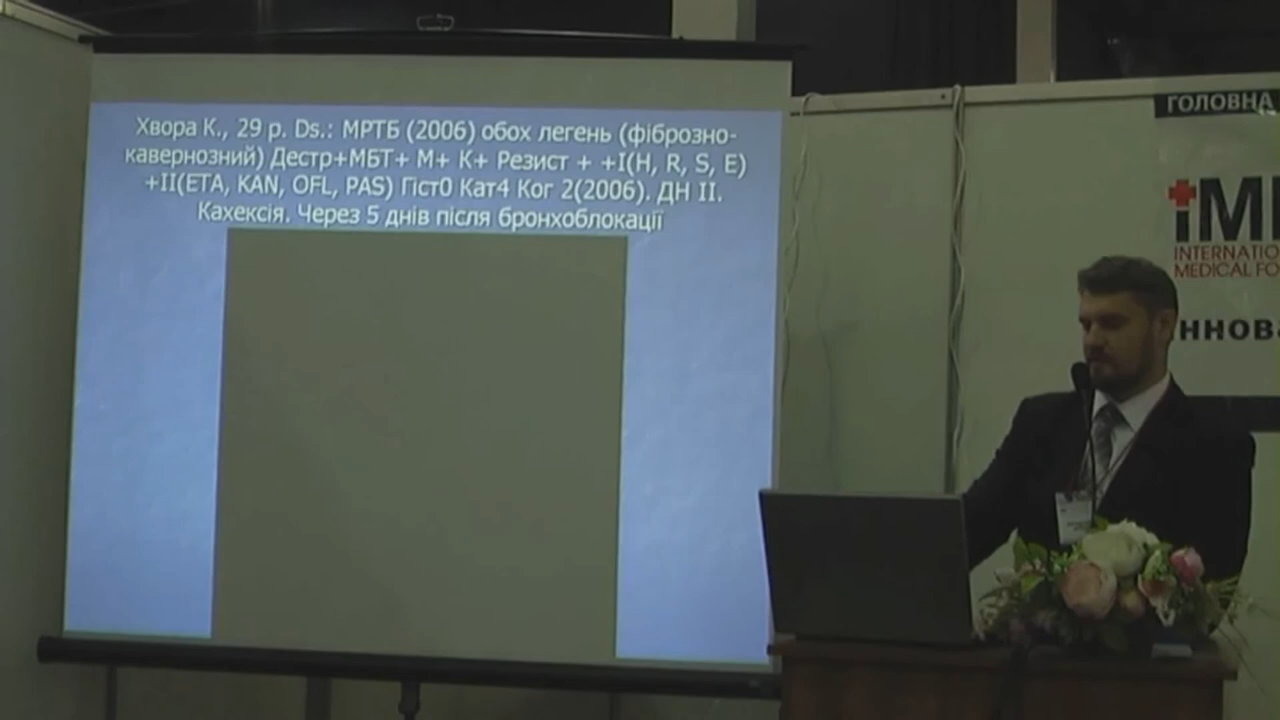 Хвора К., 29 р. Ds.: МРТБ (2006) обох легень (фіброзно-
кавернозний) Дестр+МБТ+ М+ К+ Резист + +I(H, R, S, E)
+II(ETA, KAN, OFL, PAS) Гіст0 Кат4 Ког 2(2006). ДН II.
Кахексія. Через 5 днів після бронхоблокації
ГОЛОВНА
iM
INTERNATIO
MEDICAL FO
ннов